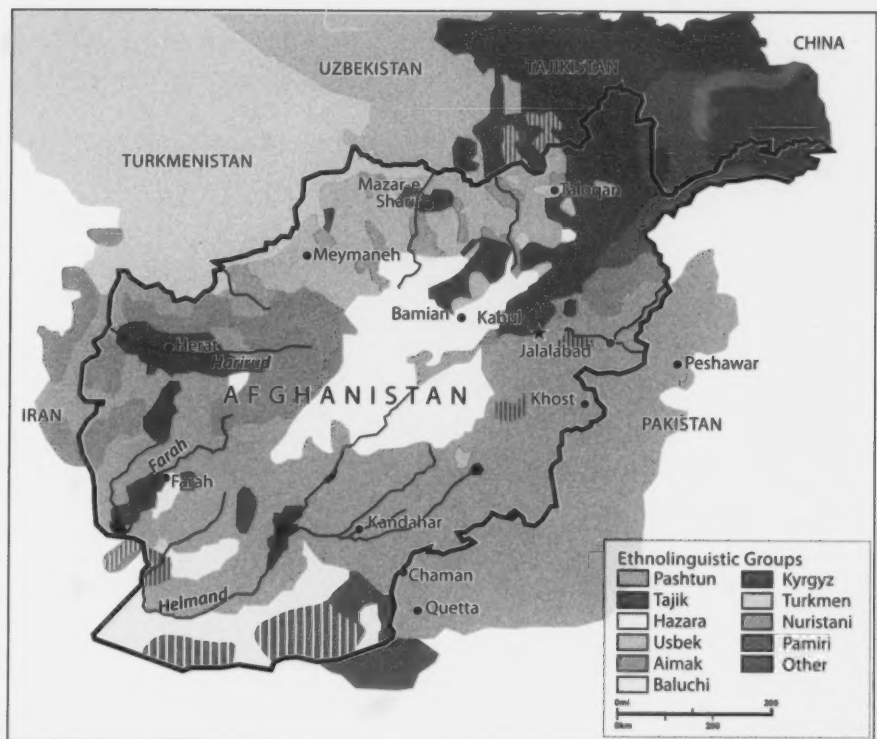 CHINA
UZBEKISTAN
TAJIKISTAN
TURKMENISTAN
Mazar-e
Sharif
Taloqan
Meymaneh
Bamian
Kabul
Herat
Harirud
Jalalabad
Peshawar
AFGHANISTAN
Khost
IRAN
PAKISTAN
Farah
Farah
Kandahar
Chaman
Helmand
Quetta
Ethnolinguistic Groups
Pashtun
Tajik
Hazara
Usbek
Aimak
Baluchi
Kyrgyz
Turkmen
Nuristani
Pamiri
Other
0mi 200
0km 200